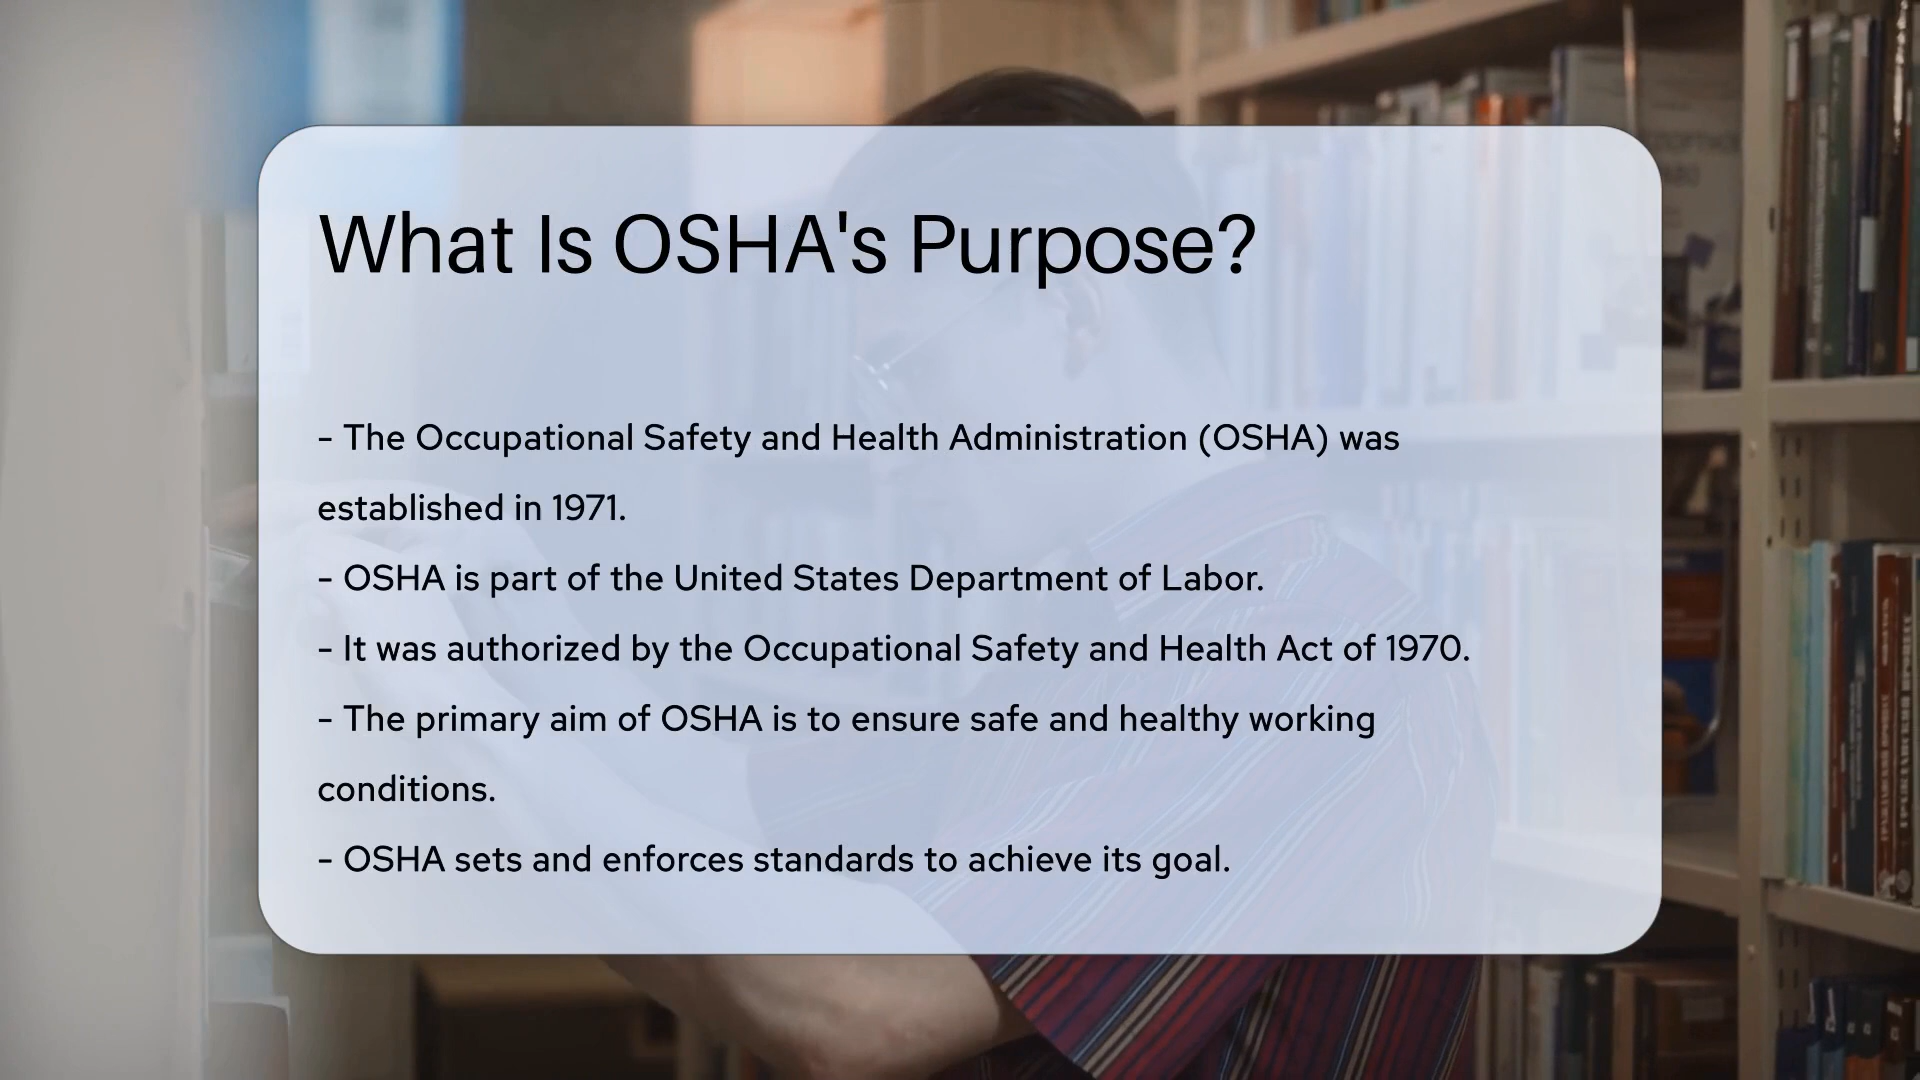 What Is OSHA's Purpose?
- The Occupational Safety and Health Administration (OSHA) was
established in 1971.
- OSHA is part of the United States Department of Labor.
- It was authorized by the Occupational Safety and Health Act of 1970.
- The primary aim of OSHA is to ensure safe and healthy working
conditions.
- OSHA sets and enforces standards to achieve its goal.